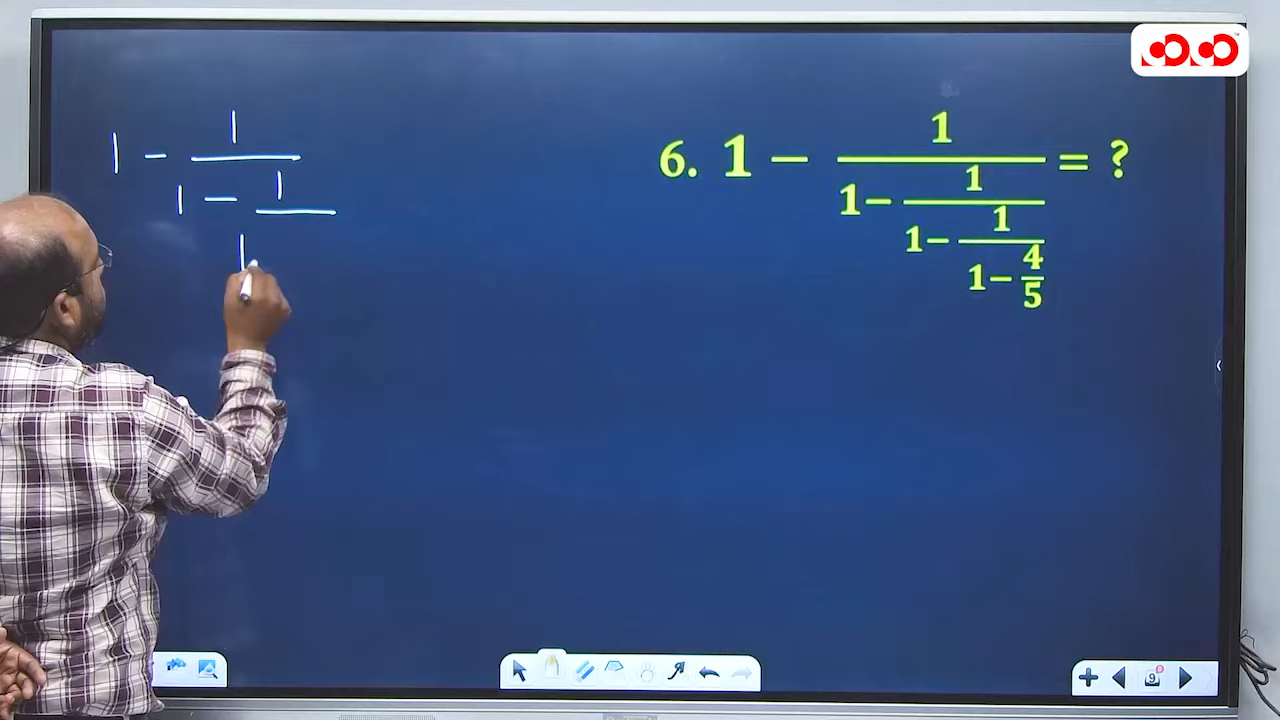 1 - 1
1 - 1
1
6. 1 - 1 = ?
1- 1
1- 1
1- 4
5